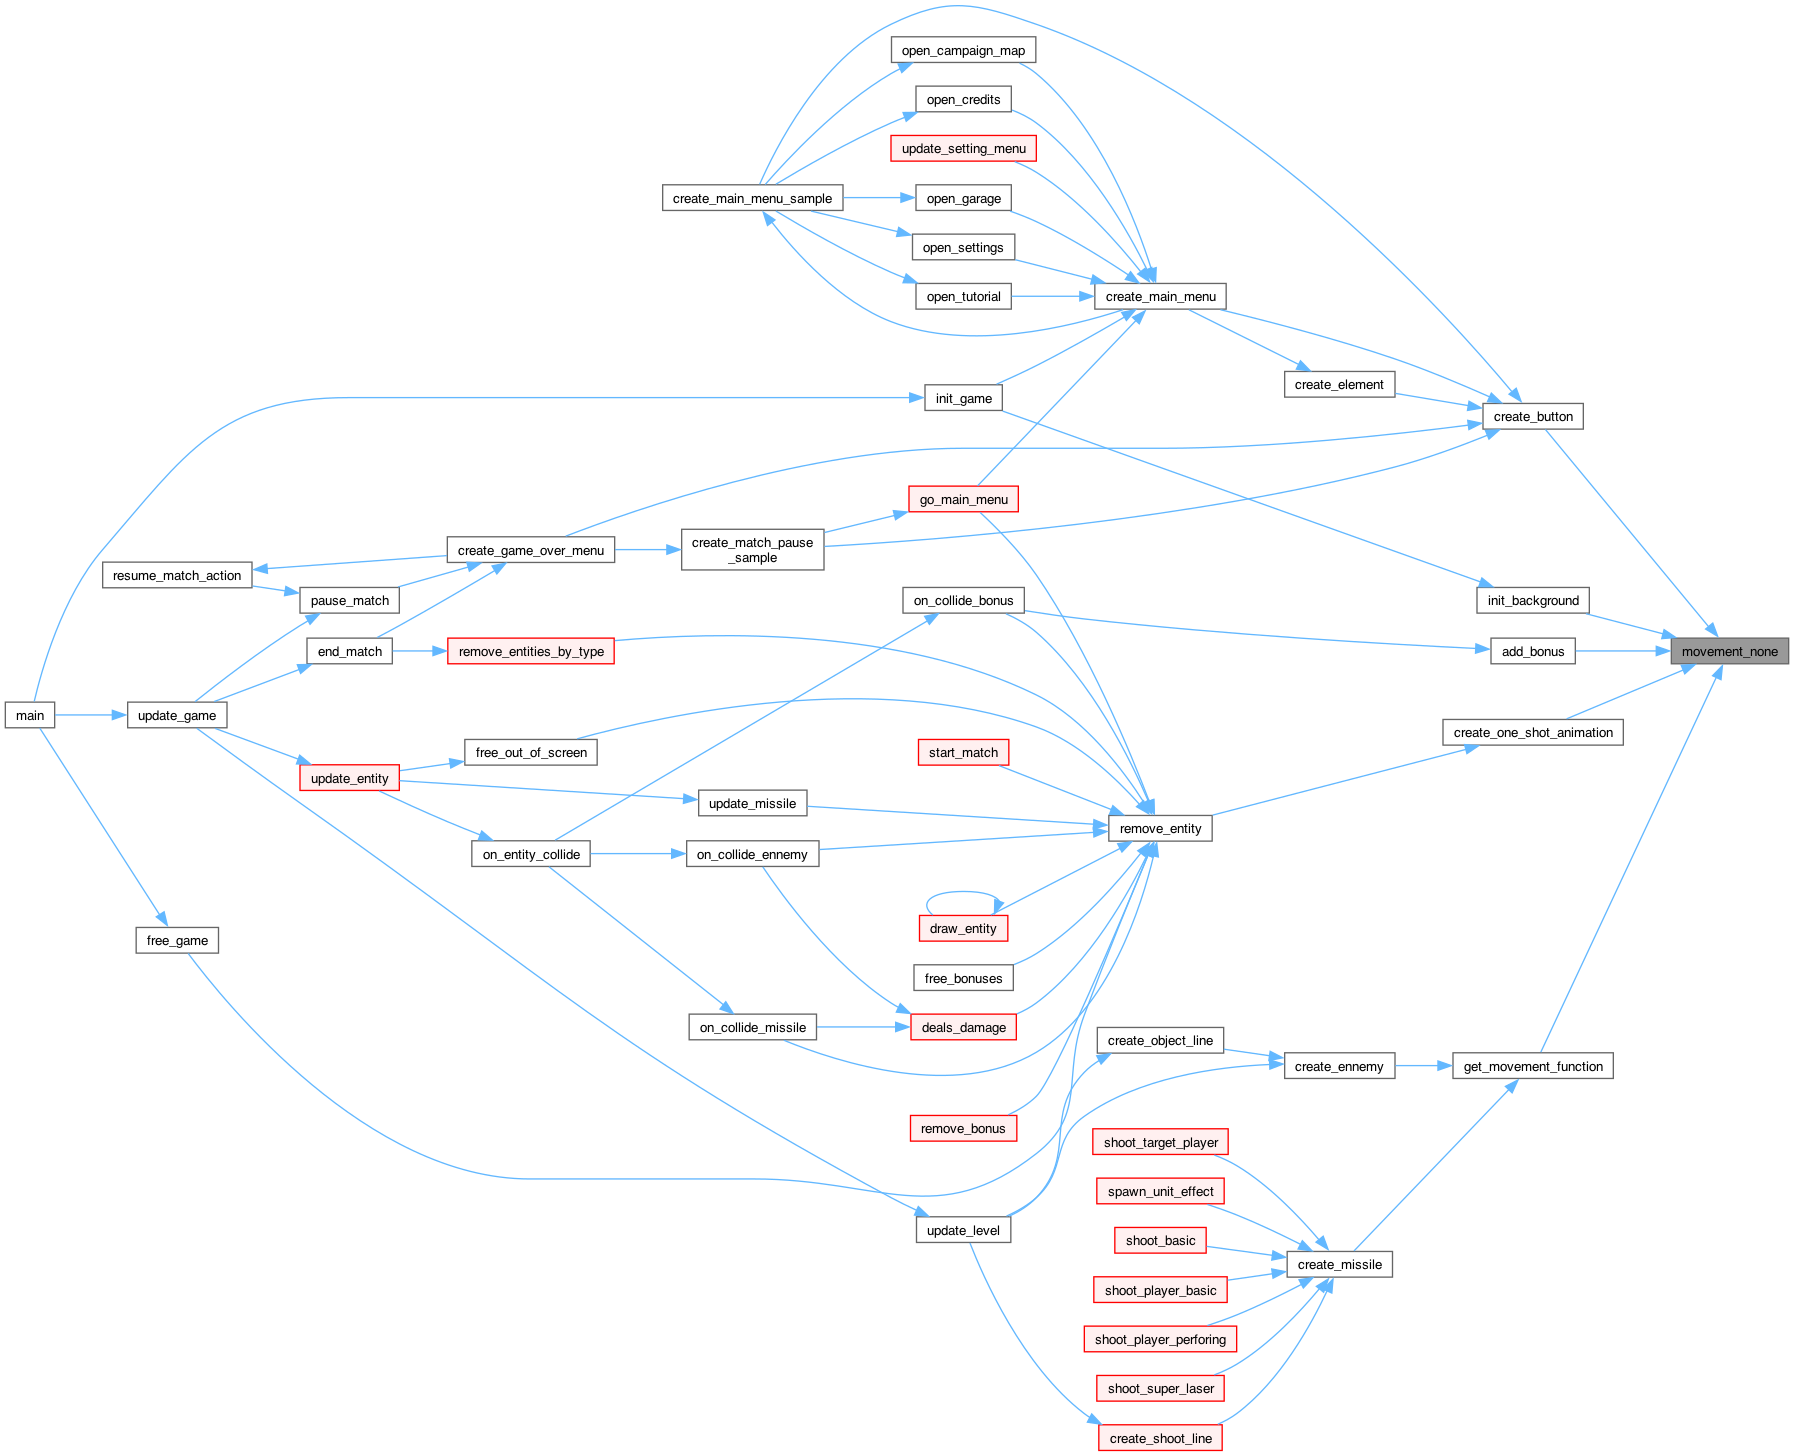 open_campaign_map
open_credits
update_setting_menu
create_main_menu_sample
open_garage
open_settings
open_tutorial
create_main_menu
create_element
init_game
create_button
go_main_menu
create_match_pause
_sample
create_game_over_menu
resume_match_action
pause_match
on_collide_bonus
init_background
end_match
remove_entities_by_type
add_bonus
movement_none
main
update_game
create_one_shot_animation
free_out_of_screen
start_match
update_entity
update_missile
remove_entity
on_entity_collide
on_collide_ennemy
draw_entity
free_game
free_bonuses
on_collide_missile
deals_damage
create_object_line
create_ennemy
get_movement_function
remove_bonus
shoot_target_player
spawn_unit_effect
update_level
shoot_basic
create_missile
shoot_player_basic
shoot_player_perforing
shoot_super_laser
create_shoot_line